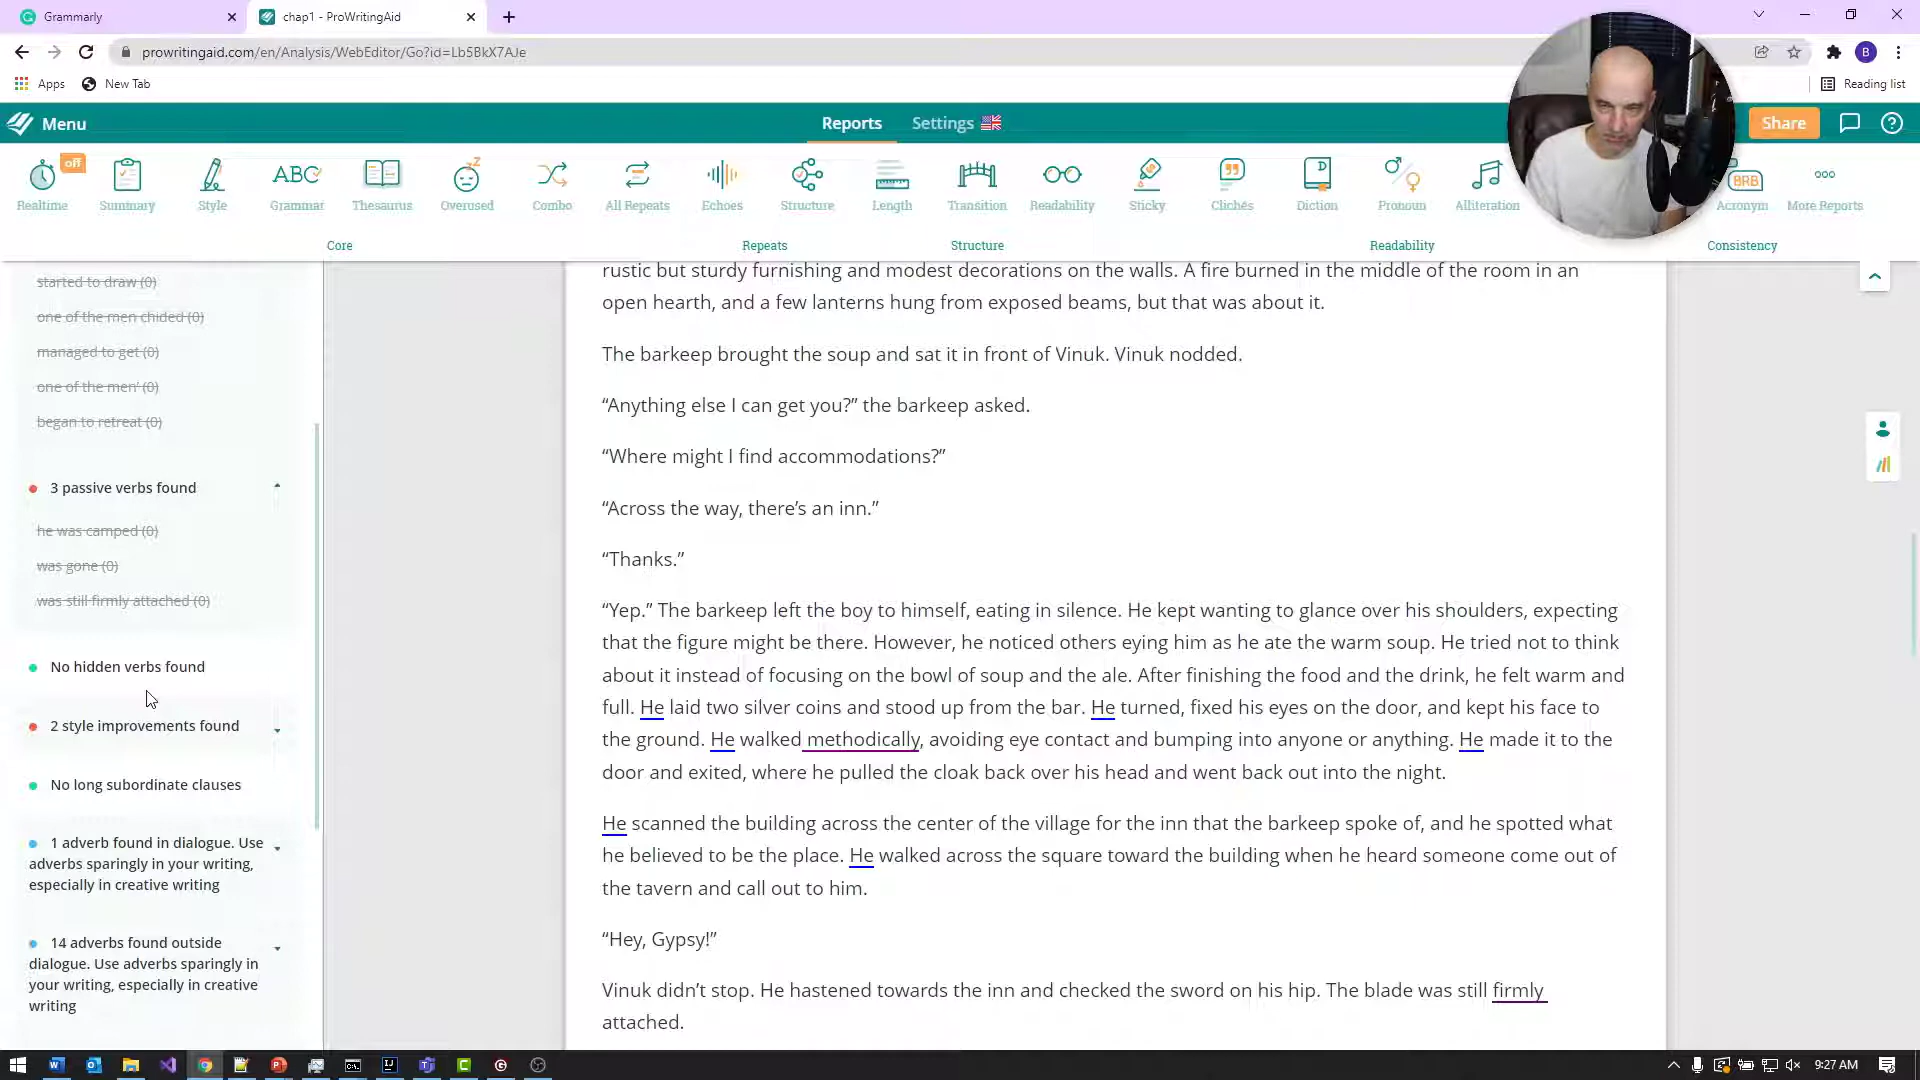 Grammarly
chap1 - ProWritingAid
prowritingaid.com/en/Analysis/WebEditor/Go?id=Lb5BkX7AJe
B
Apps
New Tab
Reading list
Menu
Reports
Settings
Share
off
ABC
zz
D
BRB
Realtime
Summary
Style
Grammar
Thesaurus
Overused
Combo
All Repeats
Echoes
Structure
Length
Transition
Readability
Sticky
Clichés
Diction
Pronoun
Alliteration
Acronym
More Reports
Core
Repeats
Structure
Readability
Consistency
started to draw (0)
one of the men chided (0)
managed to get (0)
one of the men' (0)
began to retreat (0)
3 passive verbs found
he was camped (0)
was gone (0)
was still firmly attached (0)
No hidden verbs found
2 style improvements found
No long subordinate clauses
1 adverb found in dialogue. Use
adverbs sparingly in your writing,
especially in creative writing
14 adverbs found outside
dialogue. Use adverbs sparingly in
your writing, especially in creative
writing
rustic but sturdy furnishing and modest decorations on the walls. A fire burned in the middle of the room in an
open hearth, and a few lanterns hung from exposed beams, but that was about it.
The barkeep brought the soup and sat it in front of Vinuk. Vinuk nodded.
“Anything else I can get you?” the barkeep asked.
“Where might I find accommodations?”
“Across the way, there’s an inn.”
“Thanks.”
“Yep.” The barkeep left the boy to himself, eating in silence. He kept wanting to glance over his shoulders, expecting
that the figure might be there. However, he noticed others eying him as he ate the warm soup. He tried not to think
about it instead of focusing on the bowl of soup and the ale. After finishing the food and the drink, he felt warm and
full. He laid two silver coins and stood up from the bar. He turned, fixed his eyes on the door, and kept his face to
the ground. He walked methodically, avoiding eye contact and bumping into anyone or anything. He made it to the
door and exited, where he pulled the cloak back over his head and went back out into the night.
He scanned the building across the center of the village for the inn that the barkeep spoke of, and he spotted what
he believed to be the place. He walked across the square toward the building when he heard someone come out of
the tavern and call out to him.
“Hey, Gypsy!”
Vinuk didn’t stop. He hastened towards the inn and checked the sword on his hip. The blade was still firmly
attached.
9:27 AM